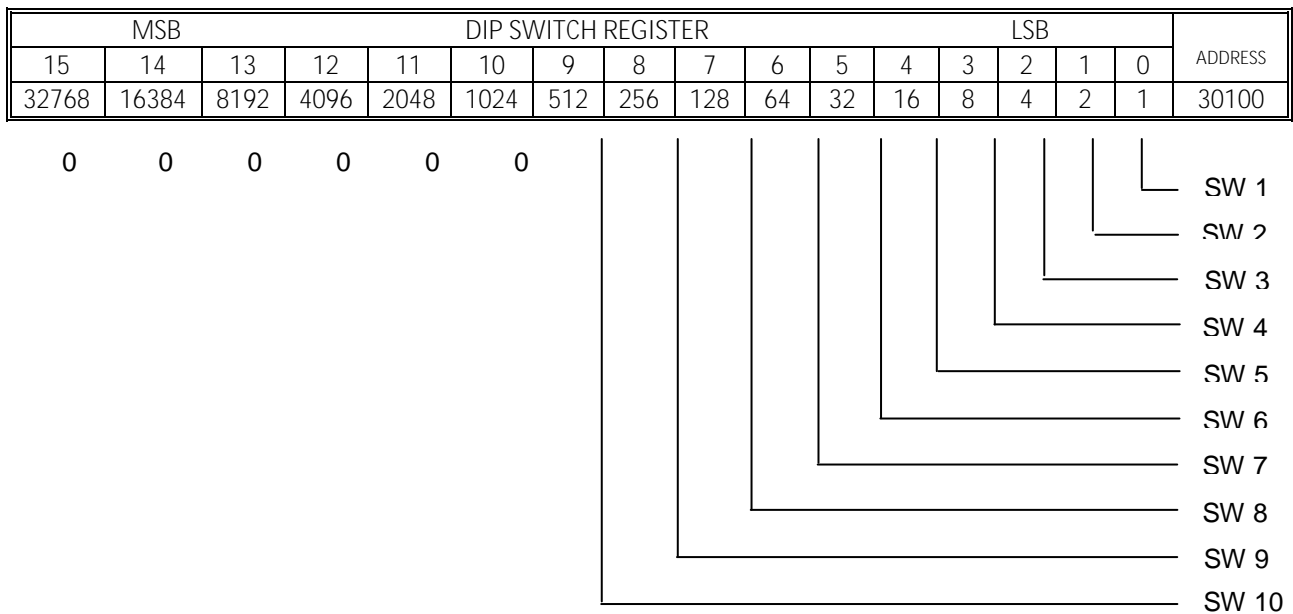 MSB DIP SWITCH REGISTER LSB ADDRESS
15 14 13 12 11 10 9 8 7 6 5 4 3 2 1 0
32768 16384 8192 4096 2048 1024 512 256 128 64 32 16 8 4 2 1 30100
0 0 0 0 0 0
SW 1
SW 2
SW 3
SW 4
SW 5
SW 6
SW 7
SW 8
SW 9
SW 10